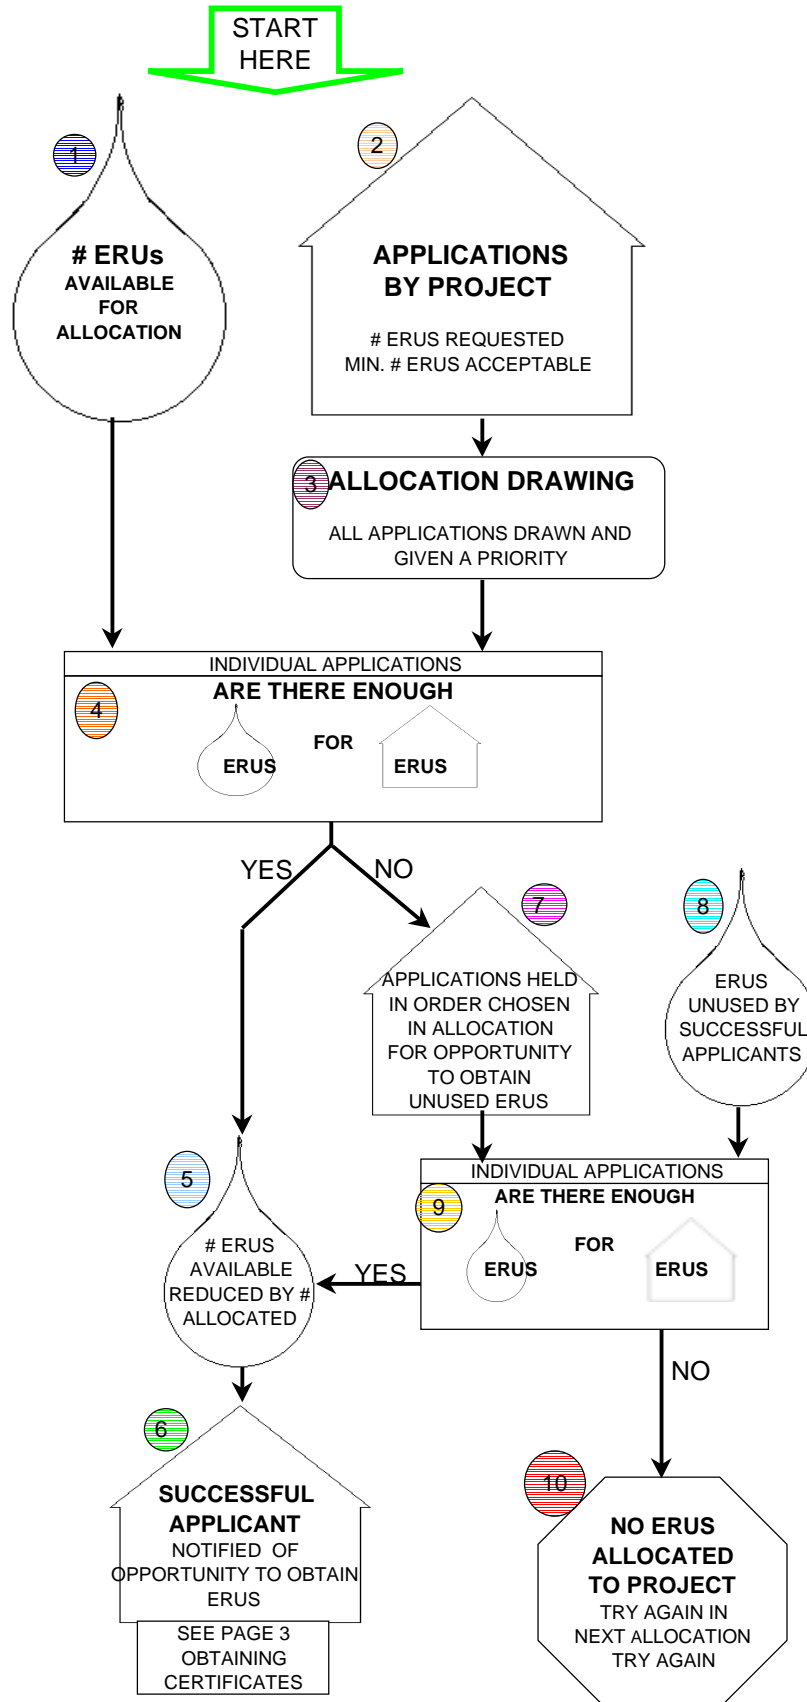 START
HERE
1
# ERUs
AVAILABLE
FOR
ALLOCATION
2
APPLICATIONS
BY PROJECT
# ERUS REQUESTED
MIN. # ERUS ACCEPTABLE
3
ALLOCATION DRAWING
ALL APPLICATIONS DRAWN AND
GIVEN A PRIORITY
INDIVIDUAL APPLICATIONS
ARE THERE ENOUGH
4
FOR
ERUS
ERUS
YES
NO
7
APPLICATIONS HELD
IN ORDER CHOSEN
IN ALLOCATION
FOR OPPORTUNITY
TO OBTAIN
UNUSED ERUS
8
ERUS
UNUSED BY
SUCCESSFUL
APPLICANTS
INDIVIDUAL APPLICATIONS
ARE THERE ENOUGH
9
FOR
ERUS
ERUS
YES
NO
5
# ERUS
AVAILABLE
REDUCED BY #
ALLOCATED
6
SUCCESSFUL
APPLICANT
NOTIFIED OF
OPPORTUNITY TO OBTAIN
ERUS
SEE PAGE 3
OBTAINING
CERTIFICATES
10
NO ERUS
ALLOCATED
TO PROJECT
TRY AGAIN IN
NEXT ALLOCATION
TRY AGAIN